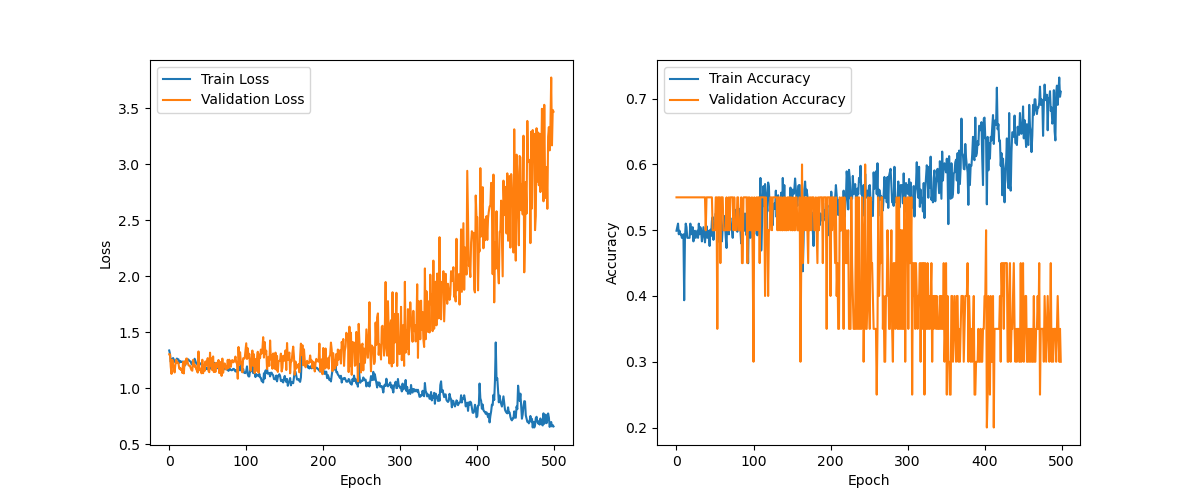 Train Loss
Validation Loss
3.5
3.0
2.5
2.0
1.5
1.0
0.5
Loss
0 100 200 300 400 500
Epoch
Train Accuracy
Validation Accuracy
0.7
0.6
0.5
0.4
0.3
0.2
Accuracy
0 100 200 300 400 500
Epoch